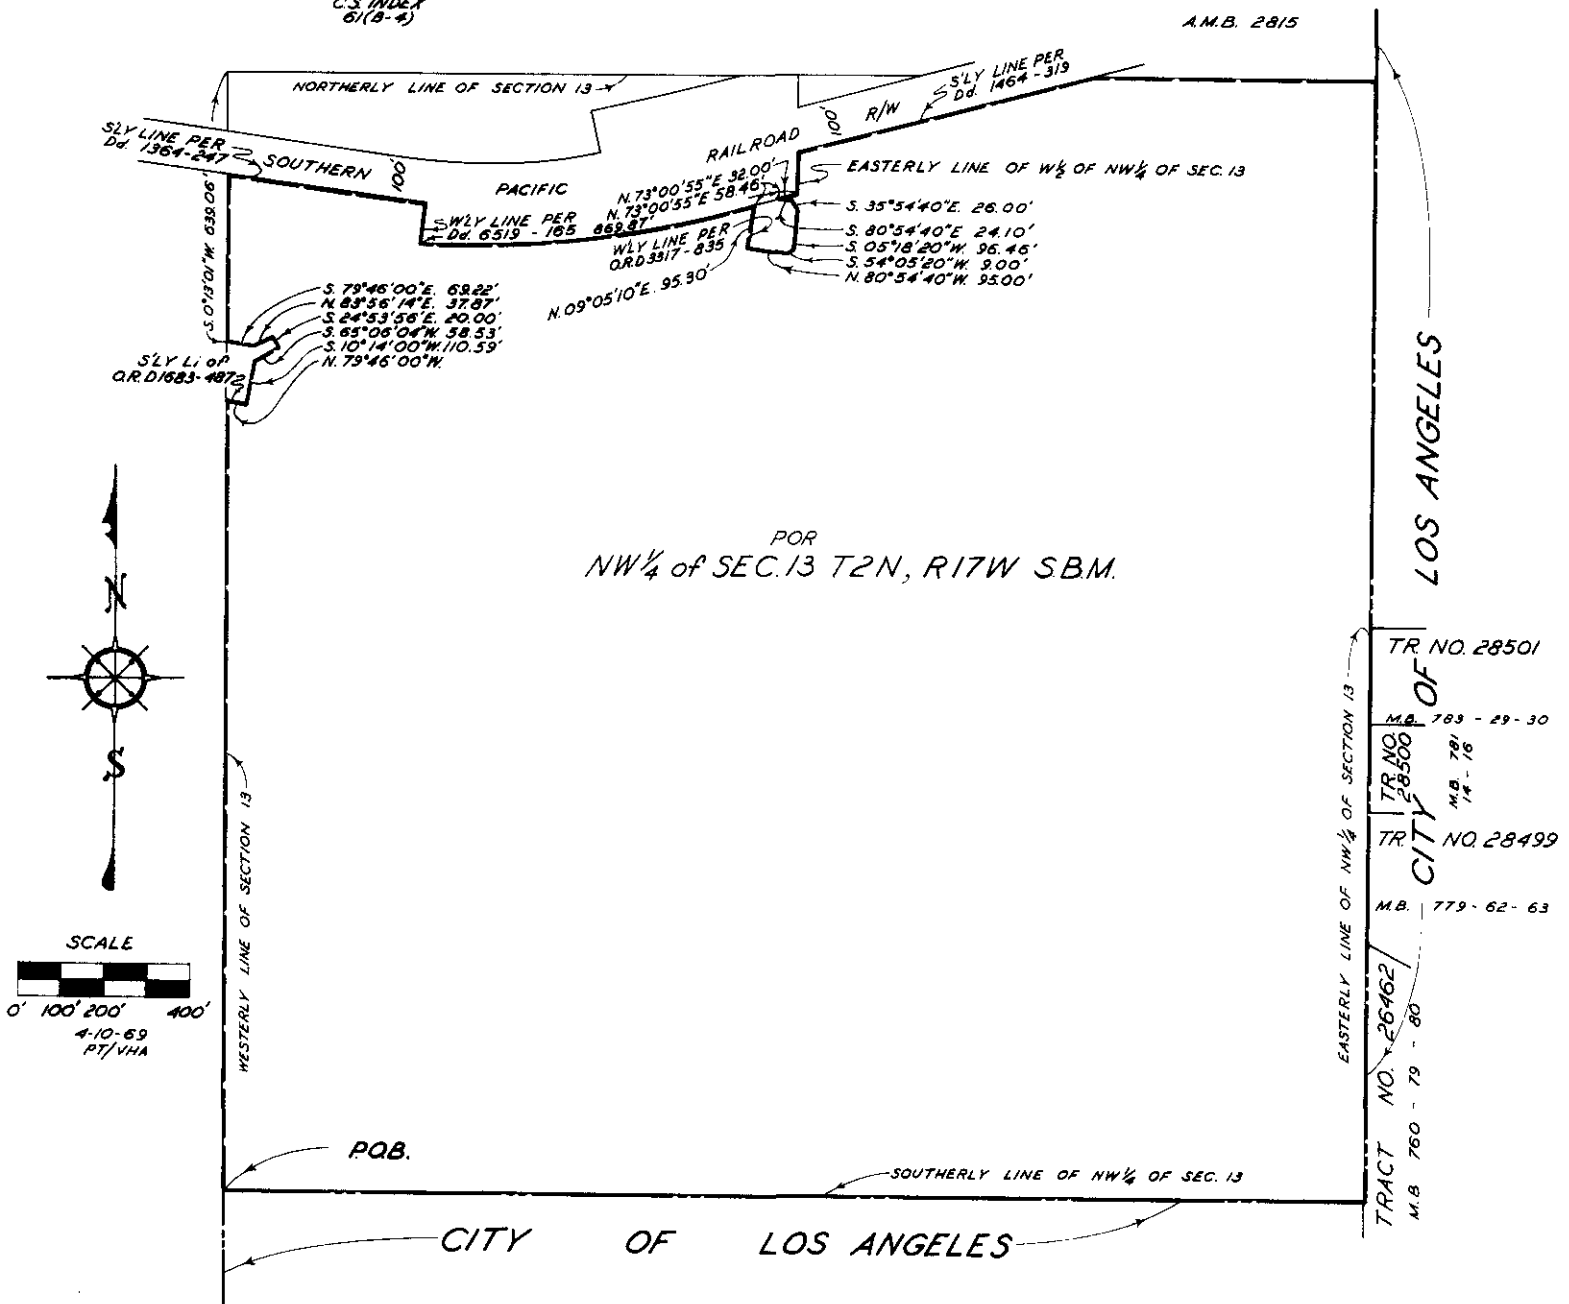 C.S. INDEX
61(B-4)
A.M.B. 2815
NORTHERLY LINE OF SECTION 13
S'LY LINE PER
Dd. 1464-319
S'LY LINE PER
Dd. 1364-247
SOUTHERN
100'
PACIFIC
RAILROAD
100'
R/W
EASTERLY LINE OF W½ OF NW¼ OF SEC. 13
N. 73°00'55"E. 32.00'
N. 73°00'55"E 58.46'
869.87'
W'LY LINE PER
Dd. 6519 - 165
W'LY LINE PER
O.R.D3317-835
N. 09°05'10"E. 95.30'
S. 35°54'40"E. 26.00'
S. 80°54'40"E 24.10'
S. 05°18'20"W. 96.46'
S. 54°05'20"W. 9.00'
N. 80°54'40"W. 95.00'
S. 0°13'01"W. 639.06'
S. 79°46'00"E. 69.22'
N. 83°56'14"E. 37.87'
S. 24°53'56"E. 20.00'
S. 65°06'04"W. 58.53'
S. 10°14'00"W. 110.59'
N. 79°46'00"W.
S'LY Li of
O.R.D1683-487
POR
NW¼ of SEC. 13 T2N, R17W S.B.M.
N
S
SCALE
0' 100' 200' 400'
4-10-69
PT/VHA
WESTERLY LINE OF SECTION 13
EASTERLY LINE OF NW¼ OF SECTION 13
CITY OF LOS ANGELES
TR. NO. 28501
M.B. 783 - 29 - 30
TR. NO.
28500
M.B. 781
14 - 16
TR. NO. 28499
M.B. 779 - 62 - 63
TRACT NO. 26462
M.B. 760 - 79 - 80
P.O.B.
SOUTHERLY LINE OF NW¼ OF SEC. 13
CITY OF LOS ANGELES